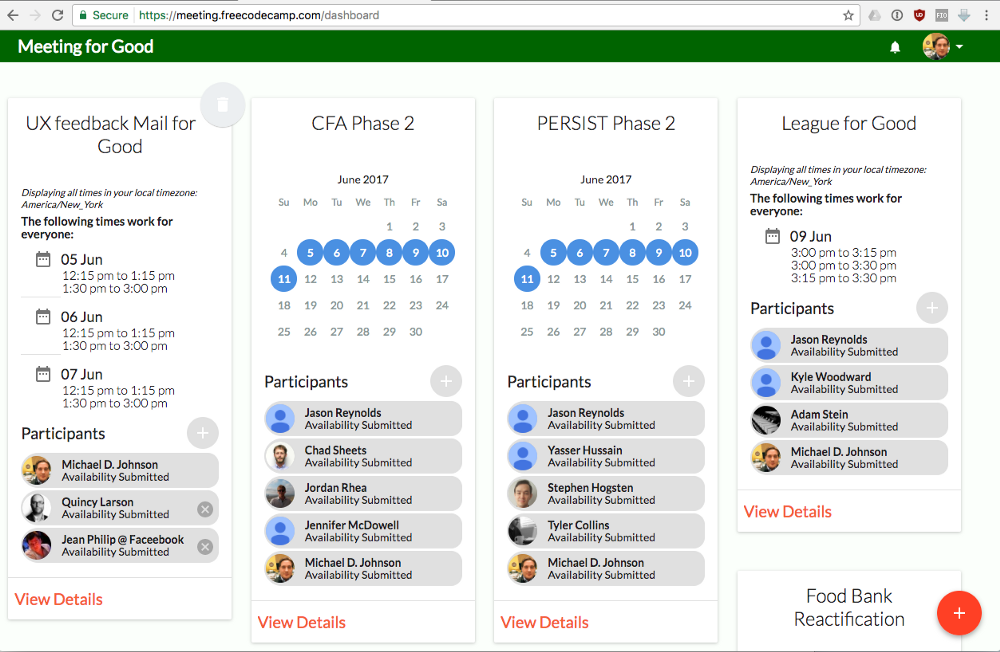 Secure https://meeting.freecodecamp.com/dashboard
Meeting for Good
UX feedback Mail for
Good
Displaying all times in your local timezone:
America/New_York
The following times work for
everyone:
05 Jun
12:15 pm to 1:15 pm
1:30 pm to 3:00 pm
06 Jun
12:15 pm to 1:15 pm
1:30 pm to 3:00 pm
07 Jun
12:15 pm to 1:15 pm
1:30 pm to 3:00 pm
Participants
Michael D. Johnson
Availability Submitted
Quincy Larson
Availability Submitted
Jean Philip @ Faceebook
Availability Submitted
View Details
CFA Phase 2
June 2017
Su Mo Tu We Th Fr Sa
1 2 3
4 5 6 7 8 9 10
11 12 13 14 15 16 17
18 19 20 21 22 23 24
25 26 27 28 29 30
Participants
Jason Reynolds
Availability Submitted
Chad Sheets
Availability Submitted
Jordan Rhea
Availability Submitted
Jennifer McDowell
Availability Submitted
Michael D. Johnson
Availability Submitted
View Details
PERSIST Phase 2
June 2017
Su Mo Tu We Th Fr Sa
1 2 3
4 5 6 7 8 9 10
11 12 13 14 15 16 17
18 19 20 21 22 23 24
25 26 27 28 29 30
Participants
Jason Reynolds
Availability Submitted
Yasser Hussain
Availability Submitted
Stephen Hogsten
Availability Submitted
Tyler Collins
Availability Submitted
Michael D. Johnson
Availability Submitted
View Details
League for Good
Displaying all times in your local timezone:
America/New_York
The following times work for
everyone:
09 Jun
3:00 pm to 3:15 pm
3:00 pm to 3:30 pm
3:15 pm to 3:30 pm
Participants
Jason Reynolds
Availability Submitted
Kyle Woodward
Availability Submitted
Adam Stein
Availability Submitted
Michael D. Johnson
Availability Submitted
View Details
Food Bank
Reactification